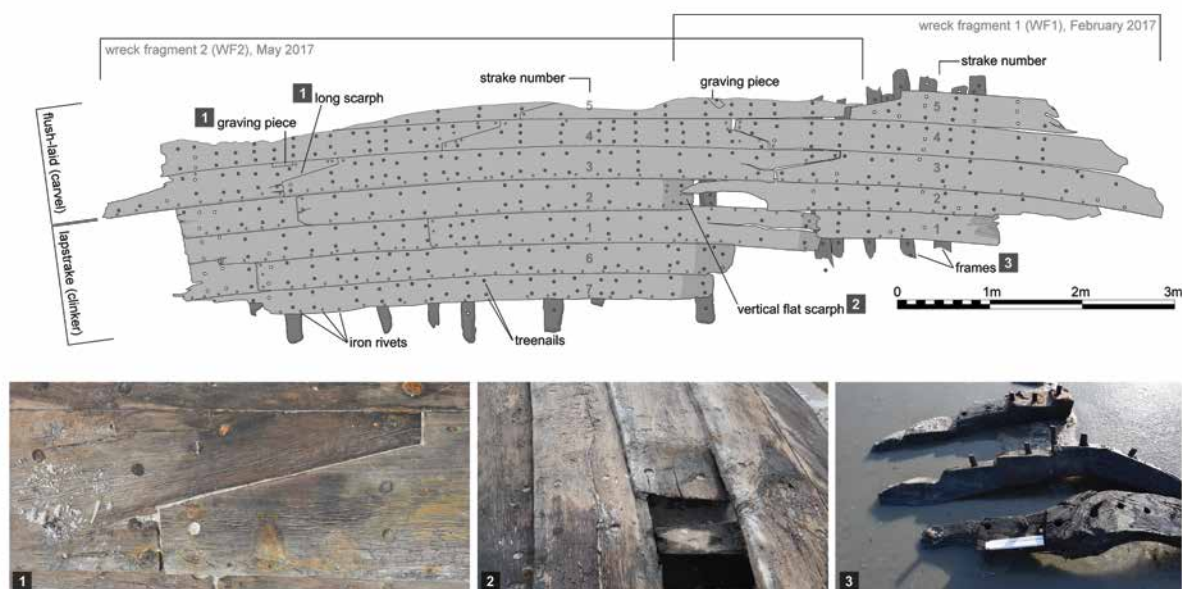 wreck fragment 1 (WF1), February 2017
wreck fragment 2 (WF2), May 2017
strake number
strake number
graving piece
1 long scarph
1 graving piece
5
5
4
4
3
3
2
2
1
1
6
7
flush-laid (carvel)
lapstrake (clinker)
frames 3
vertical flat scarph 2
iron rivets
treenails
0 1m 2m 3m
1
2
3